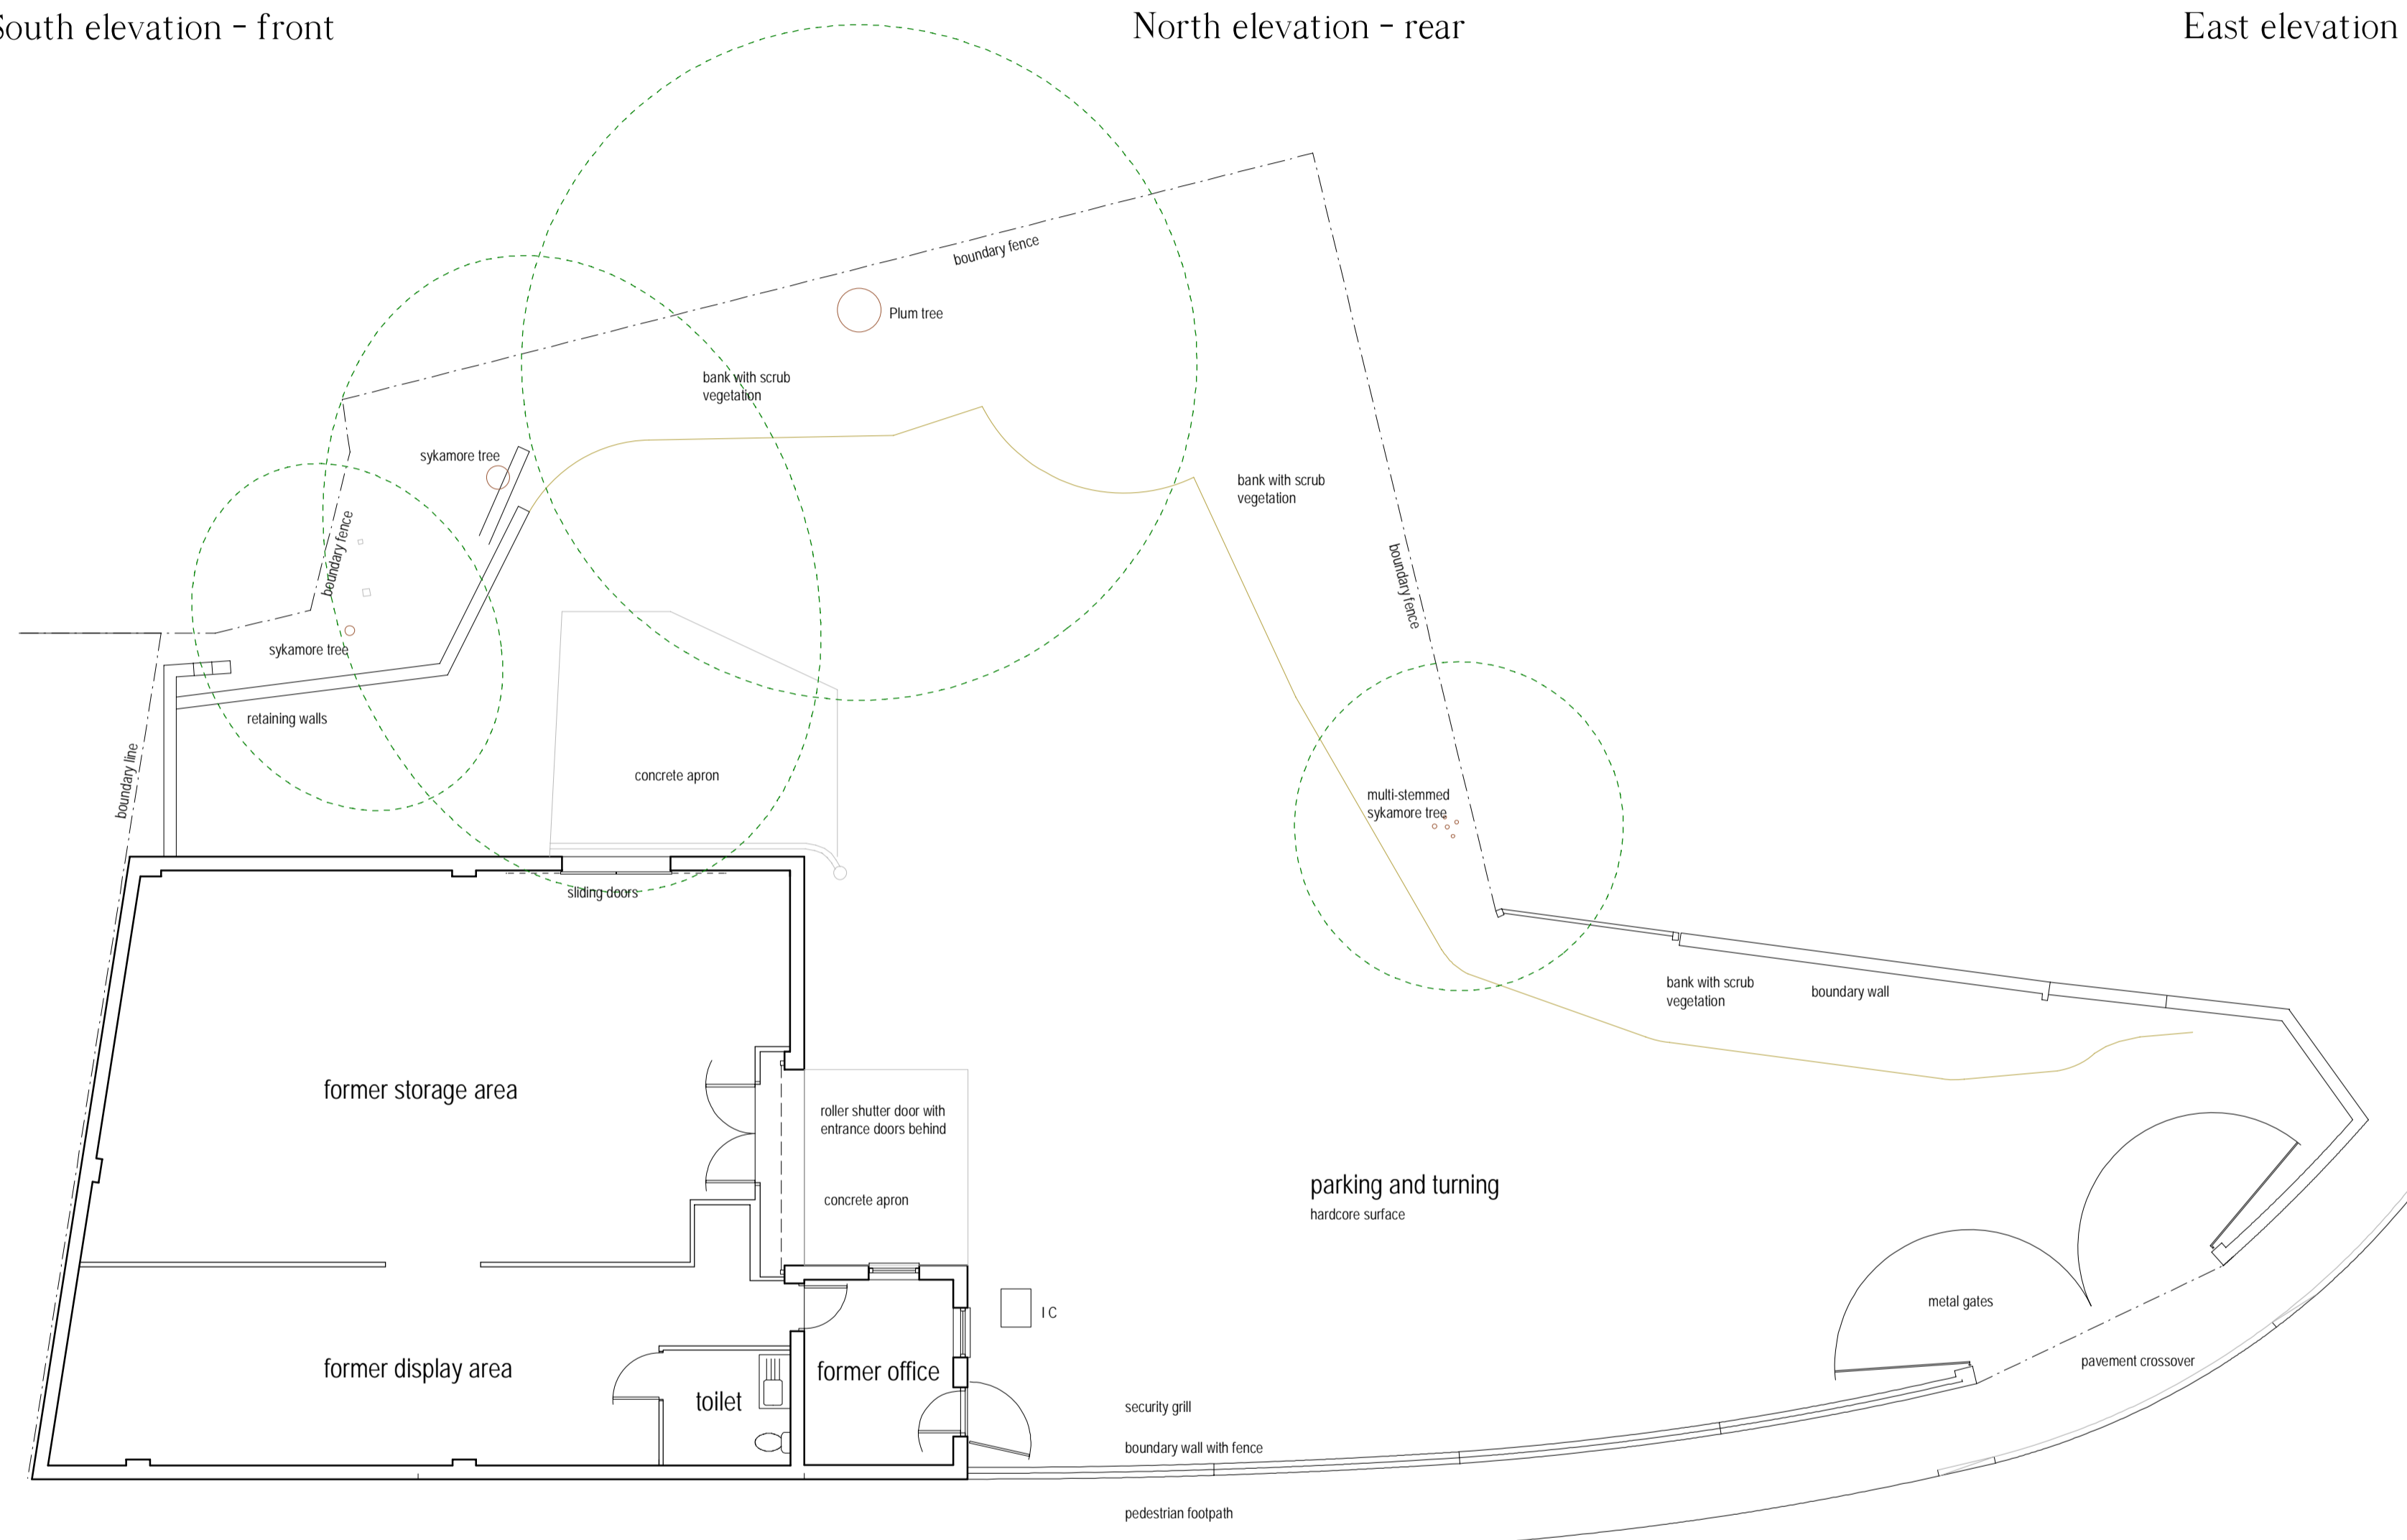 South elevation - front
North elevation - rear
East elevation
boundary fence
Plum tree
bank with scrub
vegetation
sykamore tree
bank with scrub
vegetation
boundary fence
boundary fence
sykamore tree
retaining walls
boundary line
concrete apron
multi-stemmed
sykamore tree
sliding doors
bank with scrub
vegetation
boundary wall
former storage area
roller shutter door with
entrance doors behind
concrete apron
parking and turning
hardcore surface
metal gates
I C
pavement crossover
former display area
former office
toilet
security grill
boundary wall with fence
pedestrian footpath